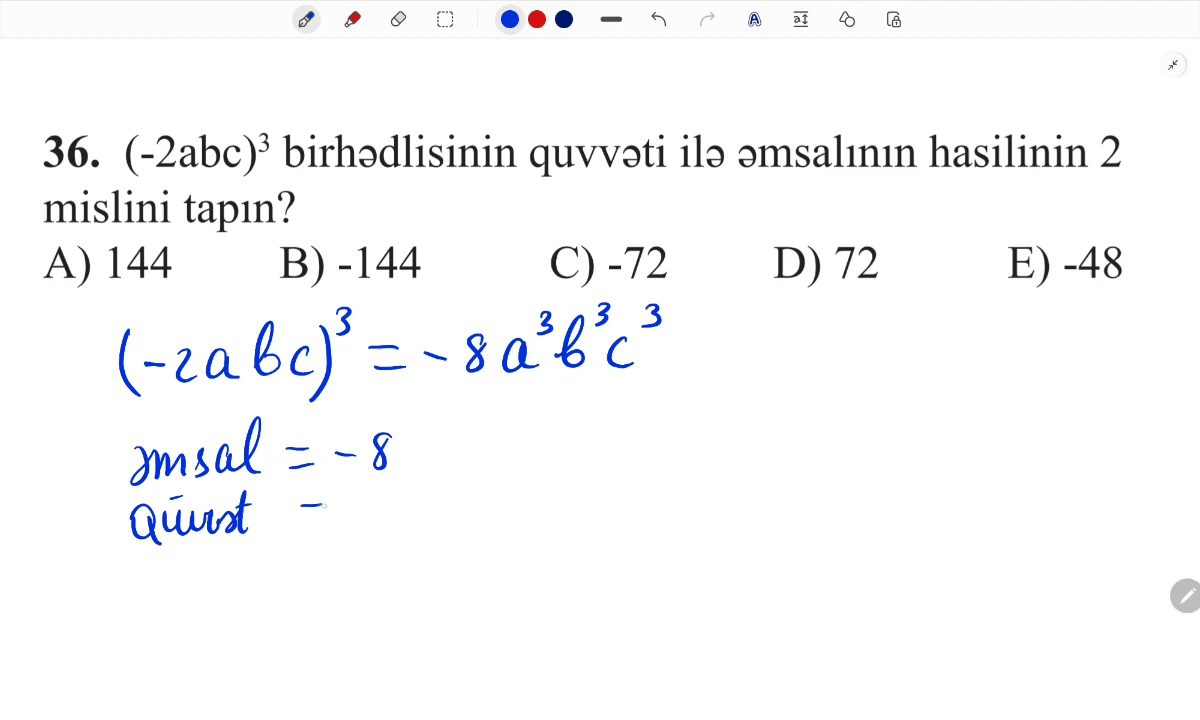 36. (-2abc)³ birhədlisinin quvvəti ilə əmsalının hasilinin 2
mislini tapın?
A) 144 B) -144 C) -72 D) 72 E) -48
(-2abc)³ = -8a³b³c³
əmsal = -8
Qüvvət =